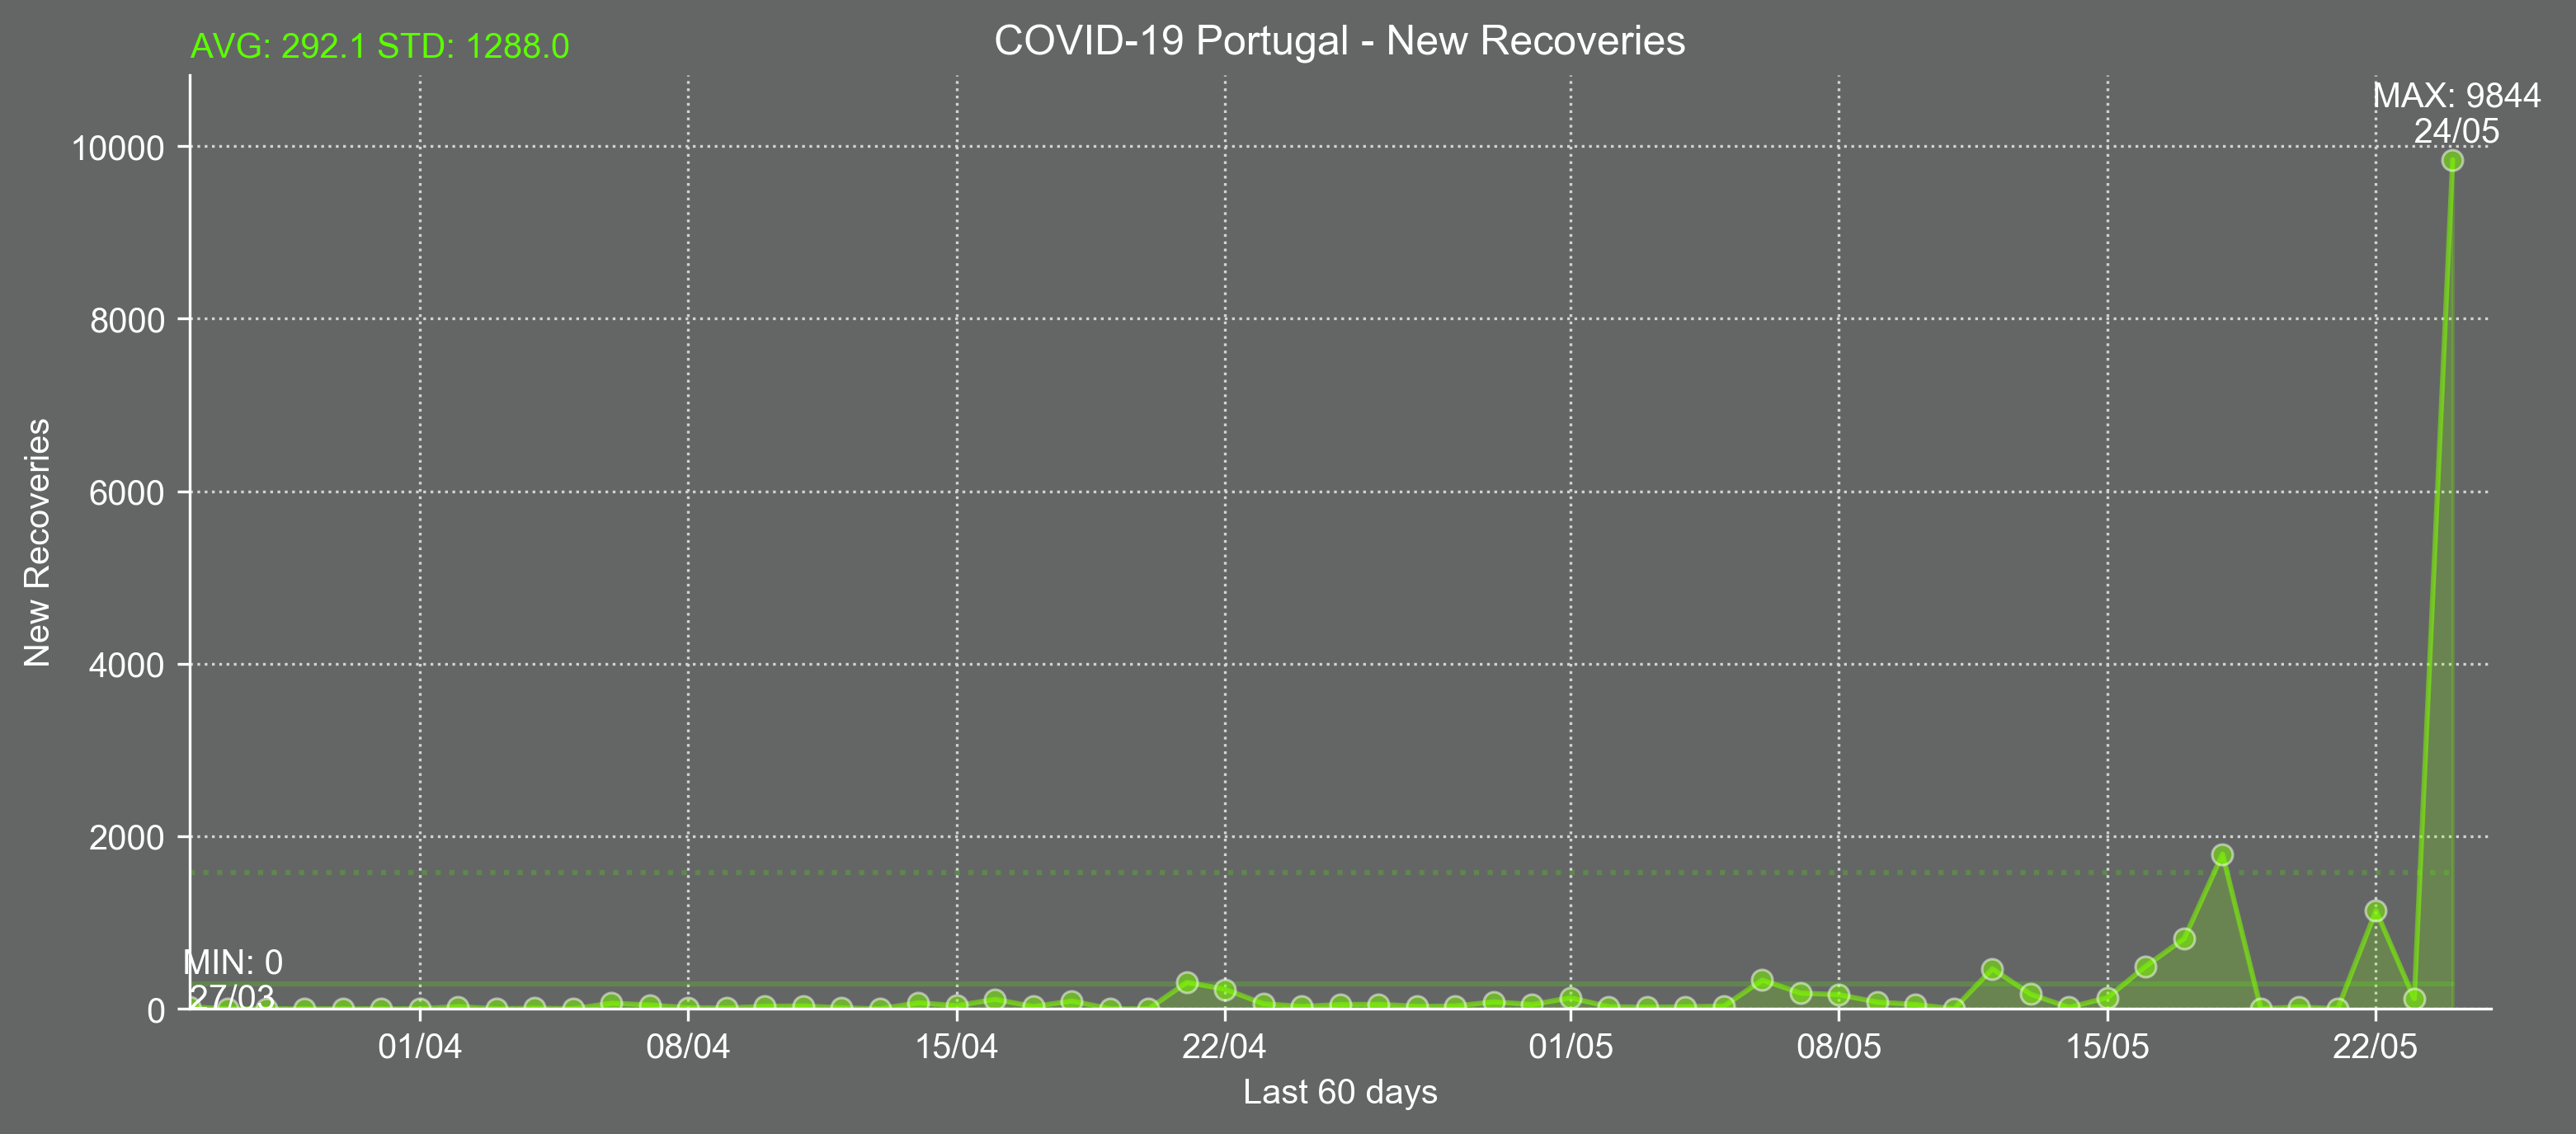 AVG: 292.1 STD: 1288.0
COVID-19 Portugal - New Recoveries
MAX: 9844
24/05
10000
8000
6000
4000
2000
0
New Recoveries
MIN: 0
27/03
01/04
08/04
15/04
22/04
01/05
08/05
15/05
22/05
Last 60 days